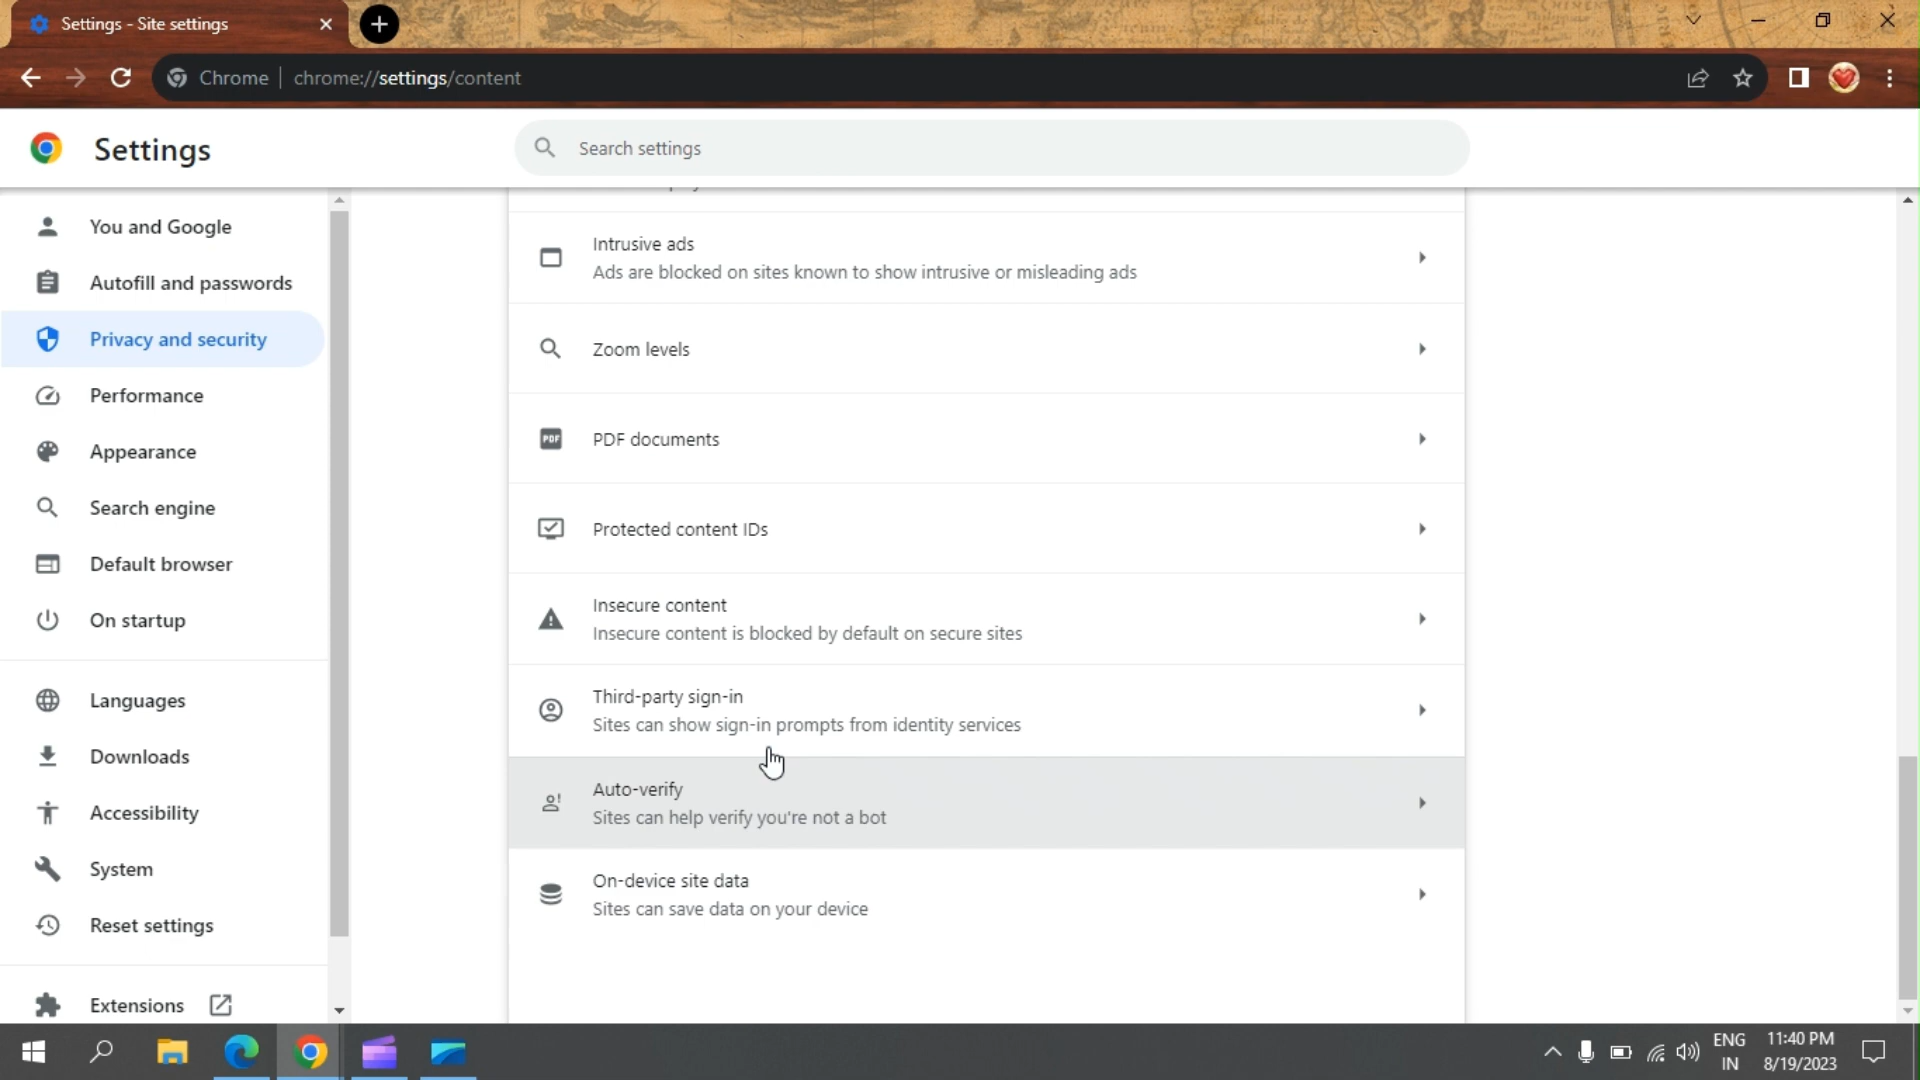 Settings - Site settings
Chrome
chrome://settings/content
Settings
Search settings
You and Google
Autofill and passwords
Privacy and security
Performance
Appearance
Search engine
Default browser
On startup
Languages
Downloads
Accessibility
System
Reset settings
Extensions
Intrusive ads
Ads are blocked on sites known to show intrusive or misleading ads
Zoom levels
PDF
PDF documents
Protected content IDs
Insecure content
Insecure content is blocked by default on secure sites
Third-party sign-in
Sites can show sign-in prompts from identity services
Auto-verify
Sites can help verify you're not a bot
On-device site data
Sites can save data on your device
ENG
IN
11:40 PM
8/19/2023